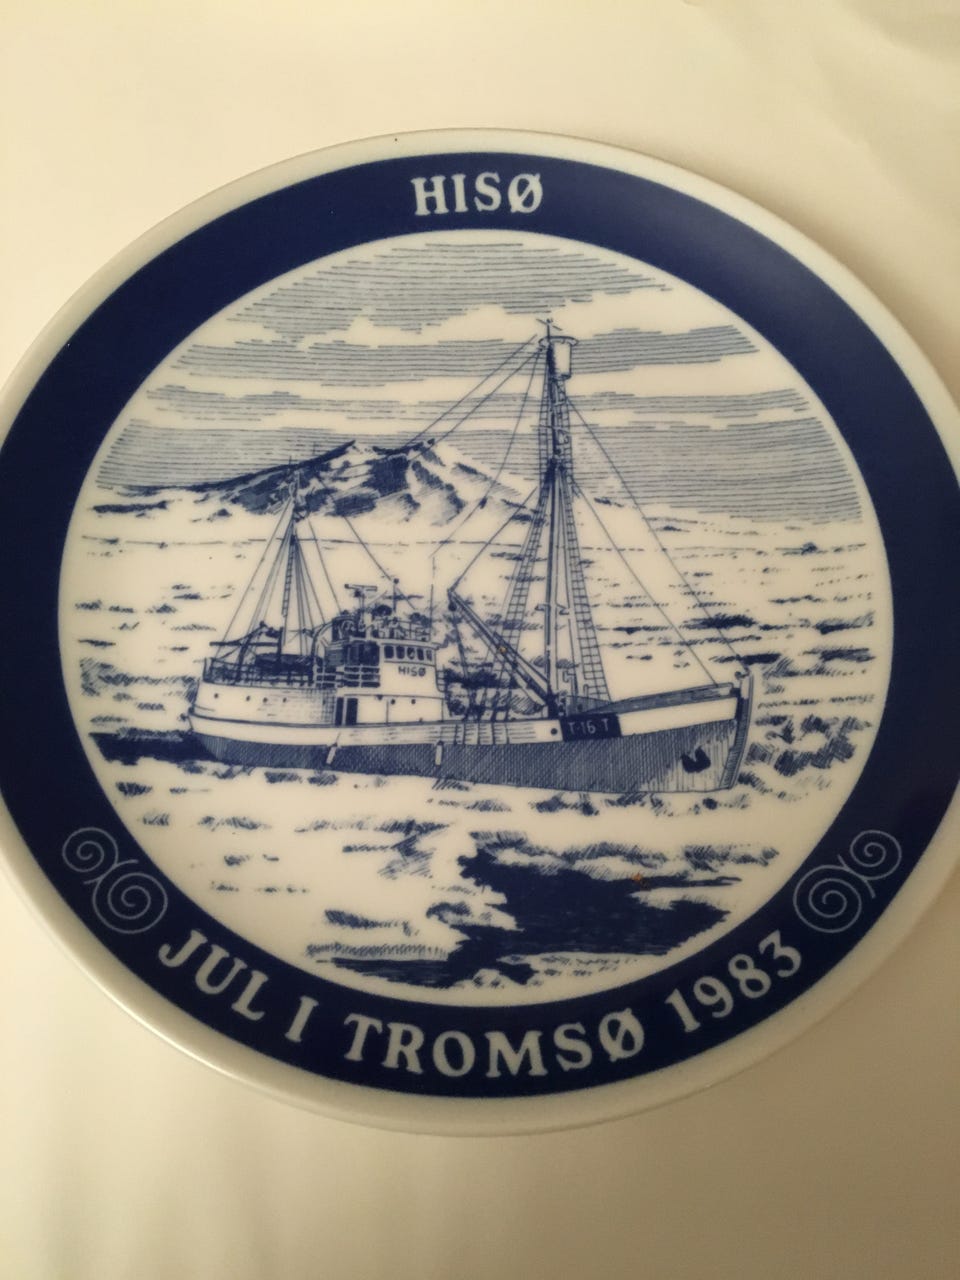 HISØ
HISØ
T-16-T
JUL I TROMSØ 1983